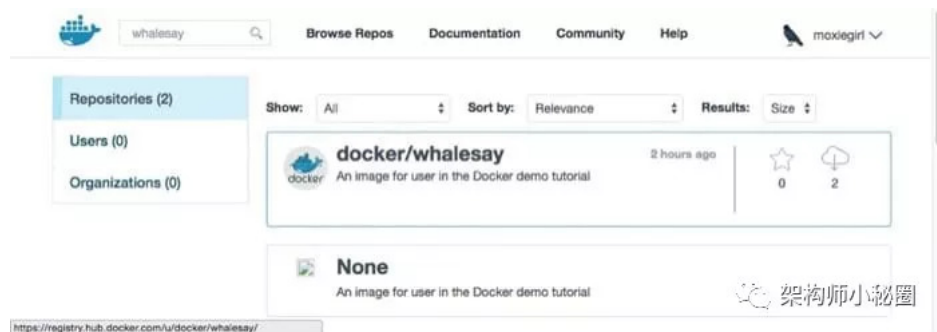 whalesay
Browse Repos
Documentation
Community
Help
moxiegirl
Repositories (2)
Users (0)
Organizations (0)
Show:
All
Sort by:
Relevance
Results:
Size
docker
docker/whalesay
An image for user in the Docker demo tutorial
2 hours ago
0
2
None
An image for user in the Docker demo tutorial
架构师小秘圈
https://registry.hub.docker.com/u/docker/whalesay/